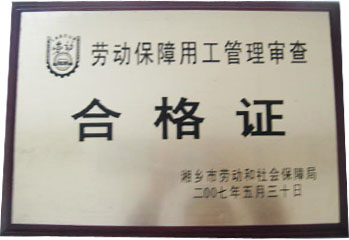 劳动保障用工管理审查
合格证
湘乡市劳动和社会保障局
二00七年五月三十日